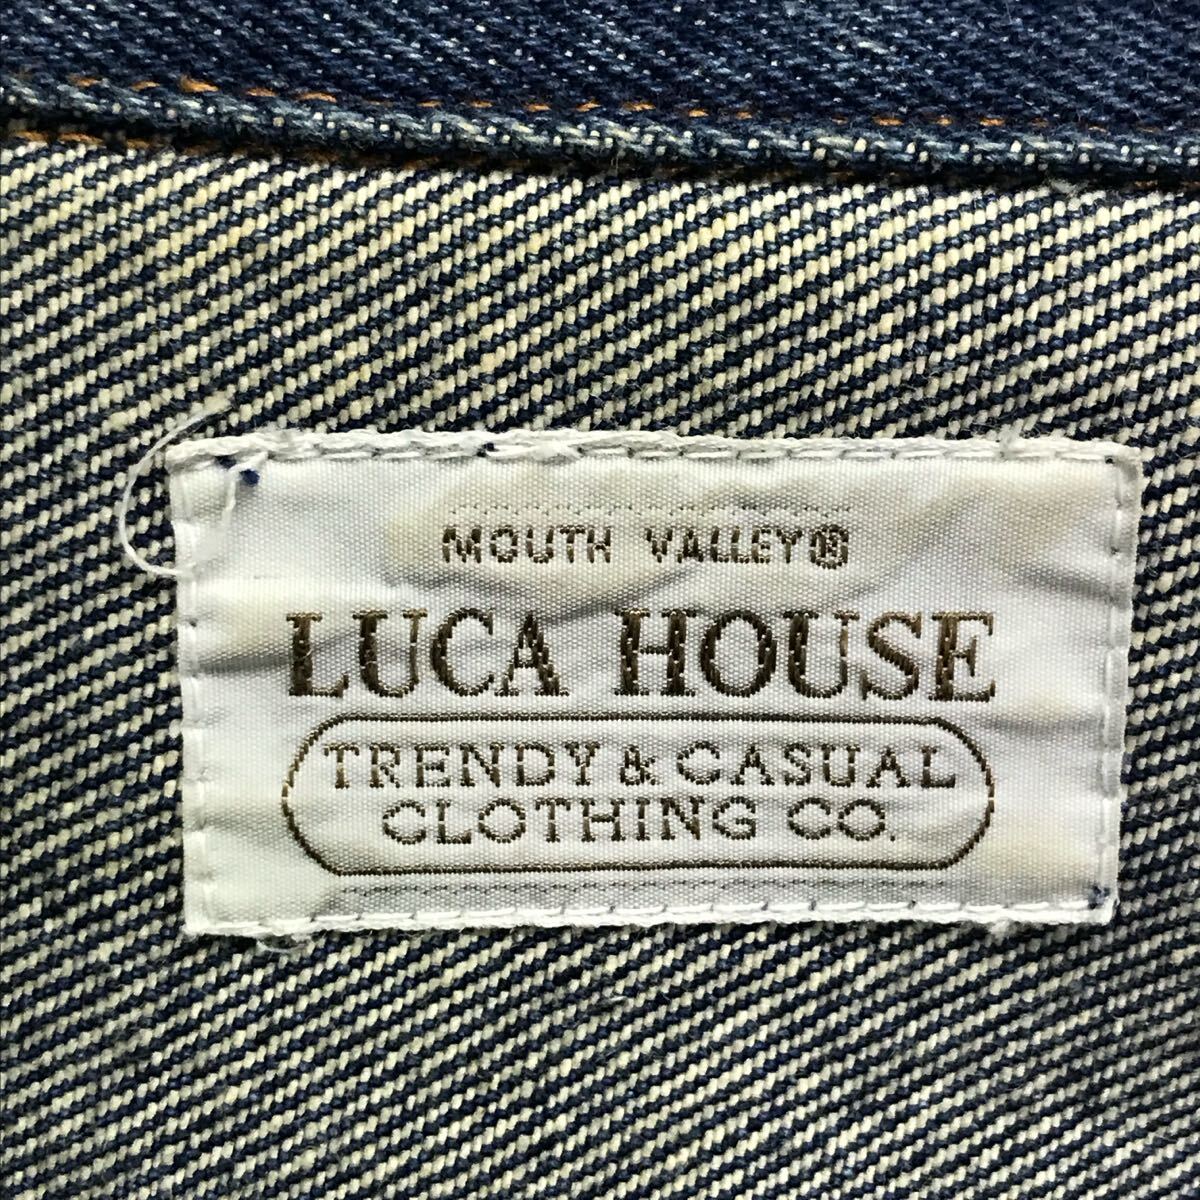 MOUTH VALLEY®
LUCA HOUSE
TRENDY & CASUAL
CLOTHING CO.